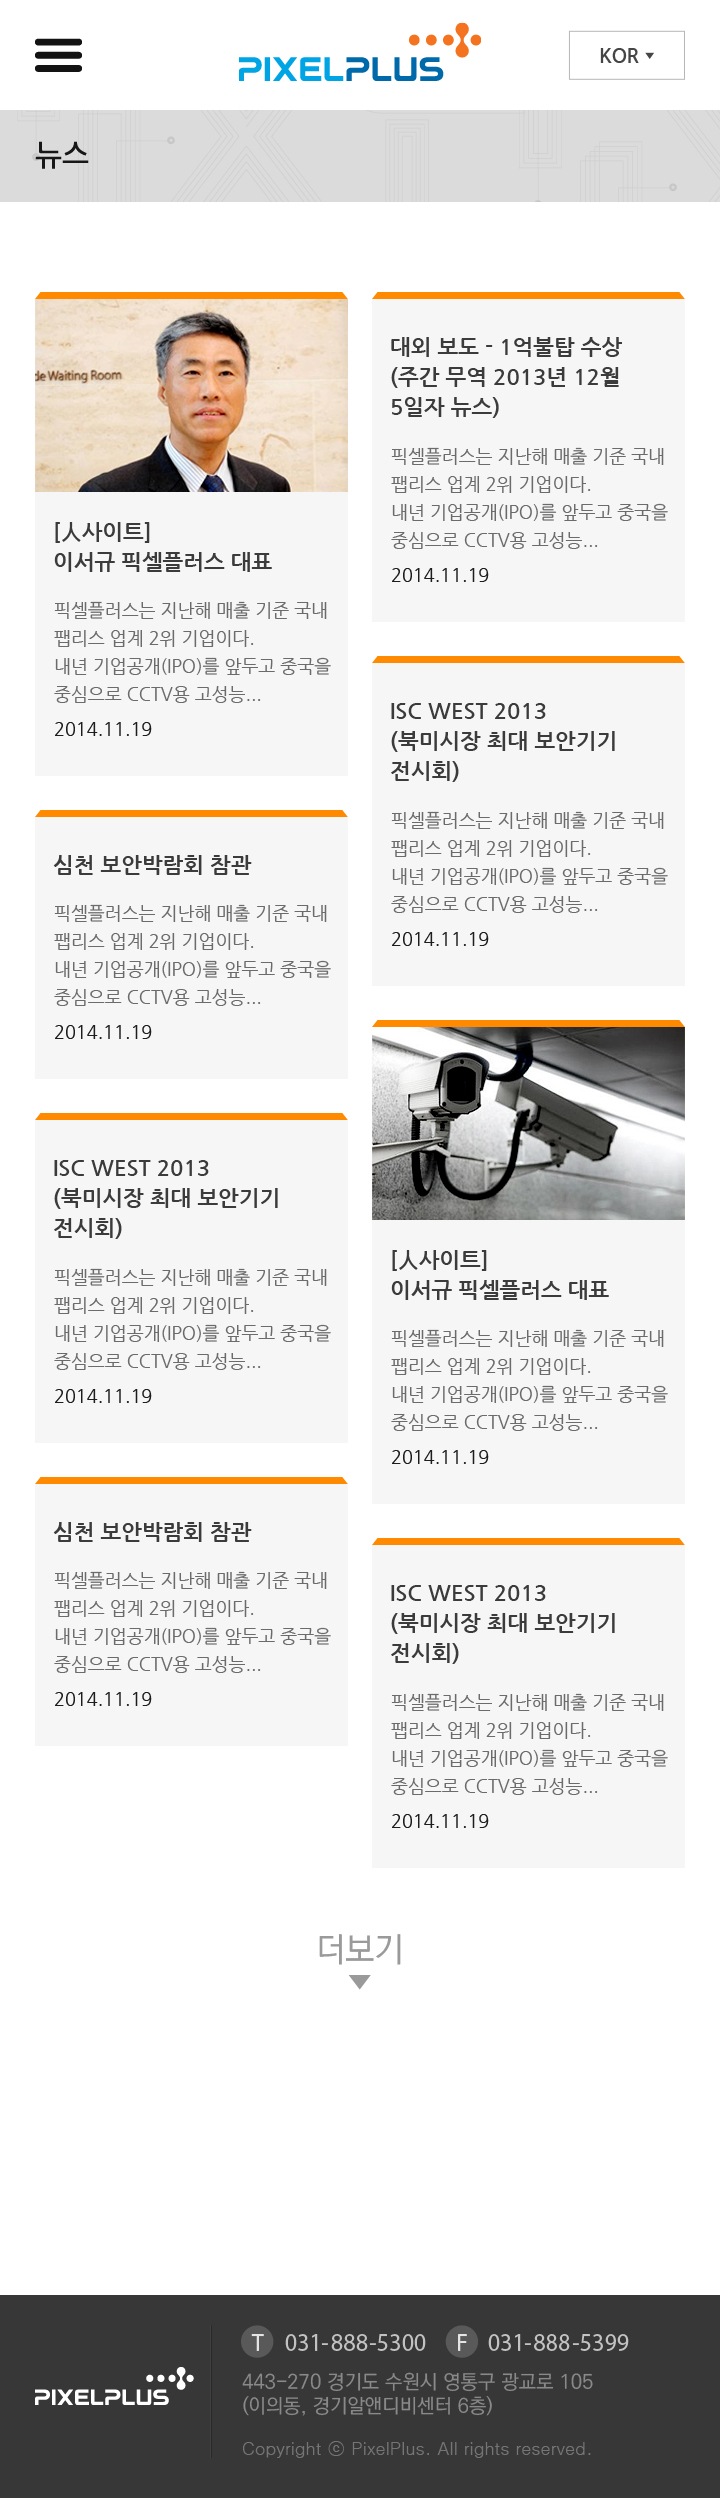 PIXELPLUS
KOR
뉴스
de Waiting Room
[人사이트]
이서규 픽셀플러스 대표
픽셀플러스는 지난해 매출 기준 국내
팹리스 업계 2위 기업이다.
내년 기업공개(IPO)를 앞두고 중국을
중심으로 CCTV용 고성능...
2014.11.19
심천 보안박람회 참관
픽셀플러스는 지난해 매출 기준 국내
팹리스 업계 2위 기업이다.
내년 기업공개(IPO)를 앞두고 중국을
중심으로 CCTV용 고성능...
2014.11.19
ISC WEST 2013
(북미시장 최대 보안기기
전시회)
픽셀플러스는 지난해 매출 기준 국내
팹리스 업계 2위 기업이다.
내년 기업공개(IPO)를 앞두고 중국을
중심으로 CCTV용 고성능...
2014.11.19
심천 보안박람회 참관
픽셀플러스는 지난해 매출 기준 국내
팹리스 업계 2위 기업이다.
내년 기업공개(IPO)를 앞두고 중국을
중심으로 CCTV용 고성능...
2014.11.19
대외 보도 - 1억불탑 수상
(주간 무역 2013년 12월
5일자 뉴스)
픽셀플러스는 지난해 매출 기준 국내
팹리스 업계 2위 기업이다.
내년 기업공개(IPO)를 앞두고 중국을
중심으로 CCTV용 고성능...
2014.11.19
ISC WEST 2013
(북미시장 최대 보안기기
전시회)
픽셀플러스는 지난해 매출 기준 국내
팹리스 업계 2위 기업이다.
내년 기업공개(IPO)를 앞두고 중국을
중심으로 CCTV용 고성능...
2014.11.19
[人사이트]
이서규 픽셀플러스 대표
픽셀플러스는 지난해 매출 기준 국내
팹리스 업계 2위 기업이다.
내년 기업공개(IPO)를 앞두고 중국을
중심으로 CCTV용 고성능...
2014.11.19
ISC WEST 2013
(북미시장 최대 보안기기
전시회)
픽셀플러스는 지난해 매출 기준 국내
팹리스 업계 2위 기업이다.
내년 기업공개(IPO)를 앞두고 중국을
중심으로 CCTV용 고성능...
2014.11.19
더보기
PIXELPLUS
T 031-888-5300 F 031-888-5399
443-270 경기도 수원시 영통구 광교로 105
(이의동, 경기알앤디비센터 6층)
Copyright ⓒ PixelPlus. All rights reserved.